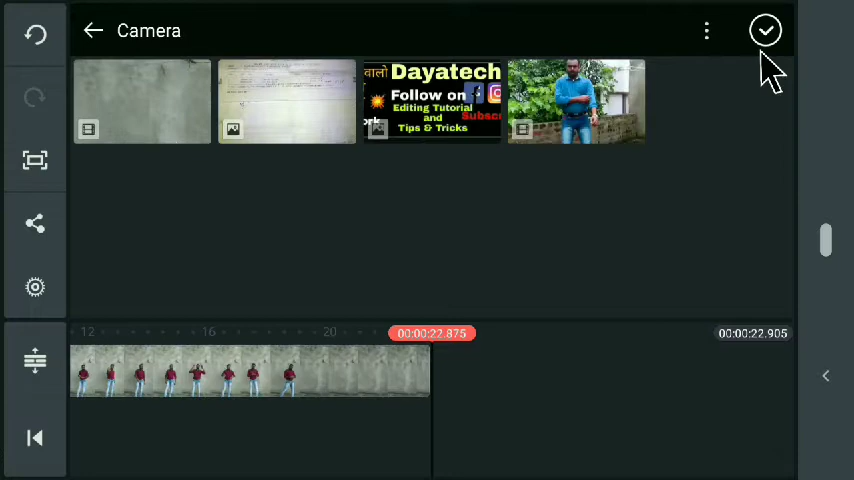 Camera
वालो Dayatech
Follow on
Editing Tutorial
and
Tips & Tricks
Subsc
ork
12 16 20 00:00:22.875 00:00:22.905